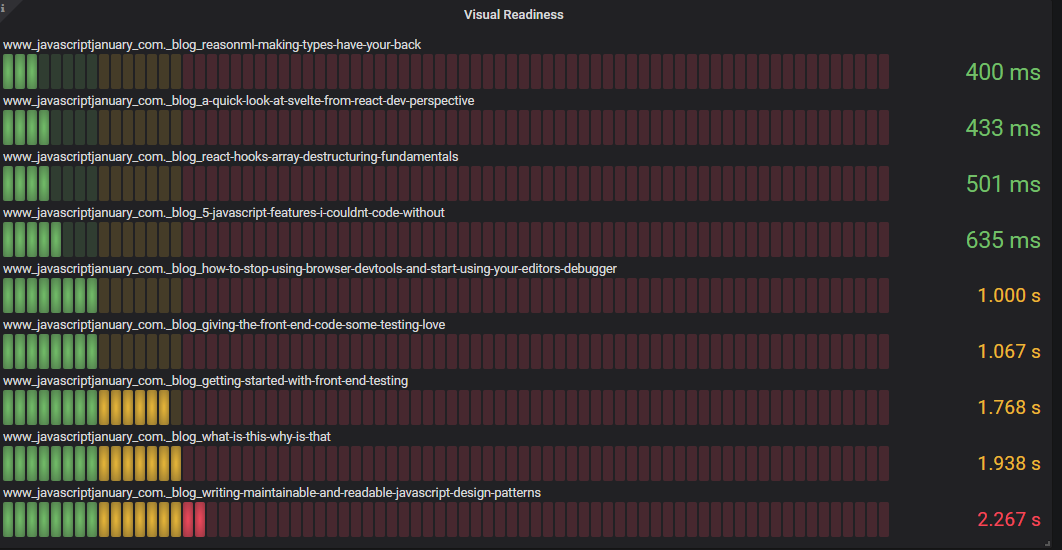 i
Visual Readiness
www_javascriptjanuary_com._blog_reasonml-making-types-have-your-back
400 ms
www_javascriptjanuary_com._blog_a-quick-look-at-svelte-from-react-dev-perspective
433 ms
www_javascriptjanuary_com._blog_react-hooks-array-destructuring-fundamentals
501 ms
www_javascriptjanuary_com._blog_5-javascript-features-i-couldnt-code-without
635 ms
www_javascriptjanuary_com._blog_how-to-stop-using-browser-devtools-and-start-using-your-editors-debugger
1.000 s
www_javascriptjanuary_com._blog_giving-the-front-end-code-some-testing-love
1.067 s
www_javascriptjanuary_com._blog_getting-started-with-front-end-testing
1.768 s
www_javascriptjanuary_com._blog_what-is-this-why-is-that
1.938 s
www_javascriptjanuary_com._blog_writing-maintainable-and-readable-javascript-design-patterns
2.267 s